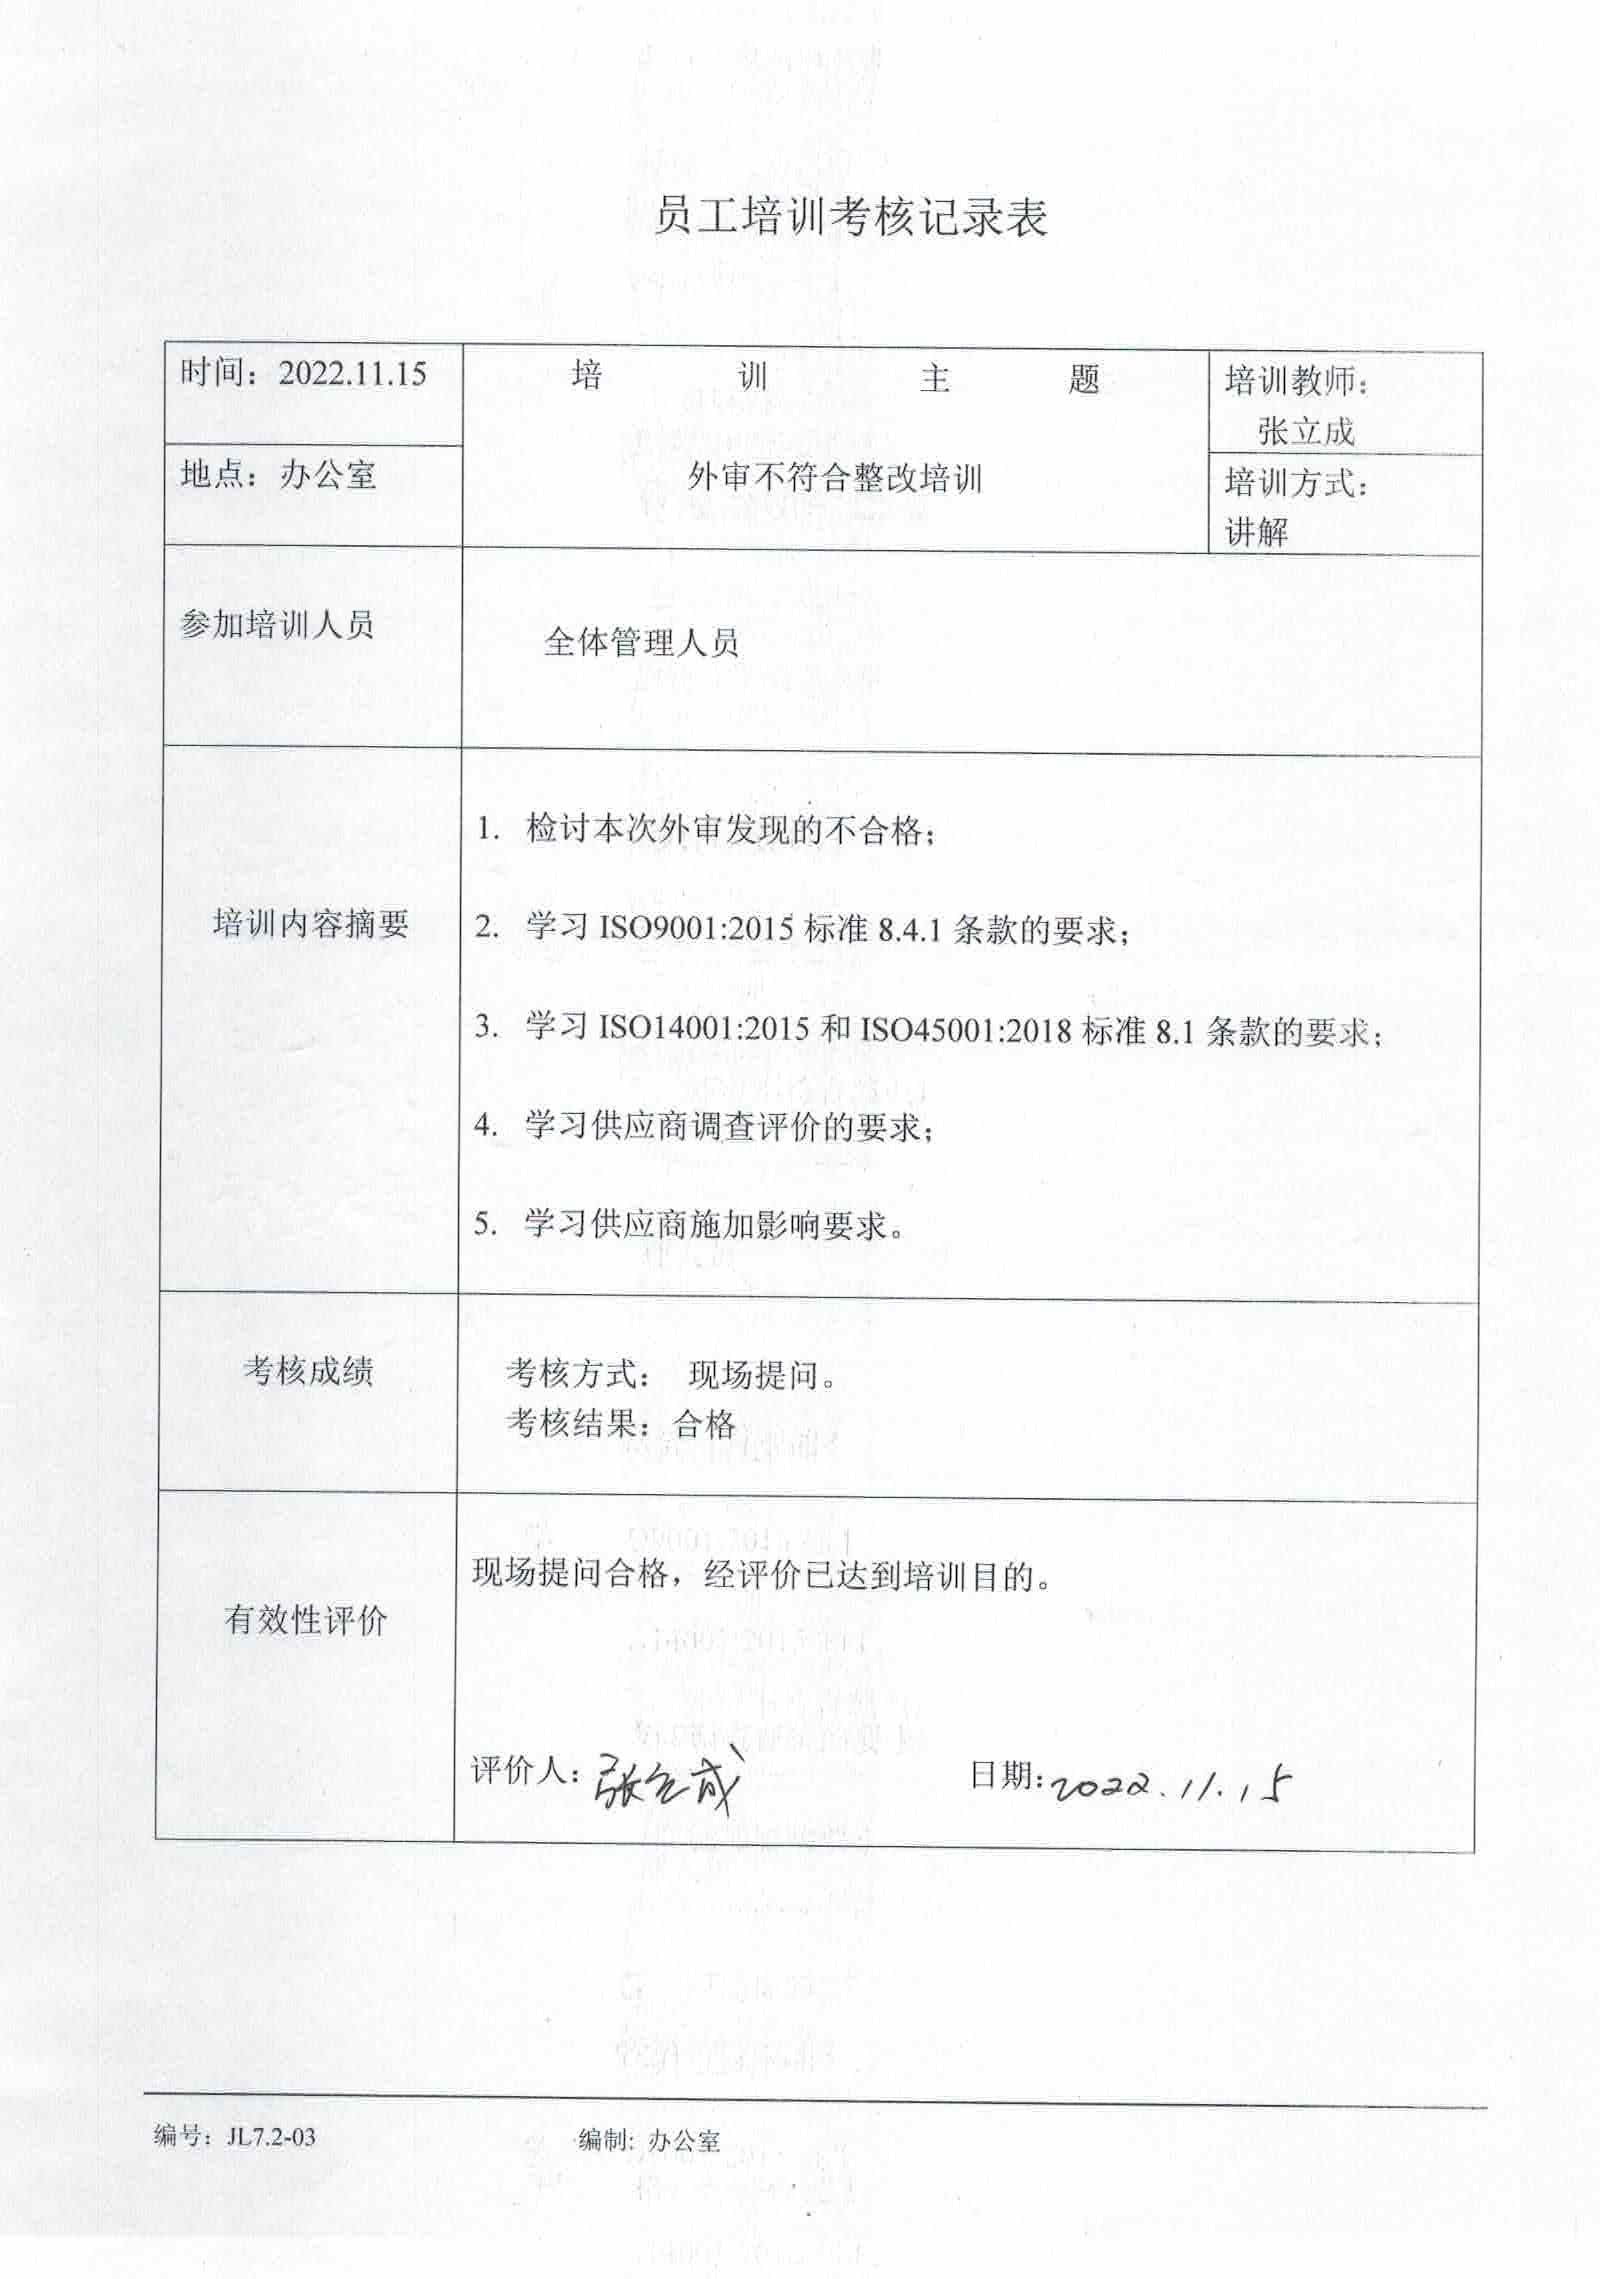 员工培训考核记录表
时间：2022.11.15
培 训 主 题
培训教师：
张立成
地点：办公室
外审不符合整改培训
培训方式：
讲解
参加培训人员
全体管理人员
培训内容摘要
1. 检讨本次外审发现的不合格；
2. 学习 ISO9001:2015 标准 8.4.1 条款的要求；
3. 学习 ISO14001:2015 和 ISO45001:2018 标准 8.1 条款的要求；
4. 学习供应商调查评价的要求；
5. 学习供应商施加影响要求。
考核成绩
考核方式： 现场提问。
考核结果：合格
有效性评价
现场提问合格，经评价已达到培训目的。
评价人：张立成 日期：2022.11.15
编号：JL7.2-03 编制: 办公室